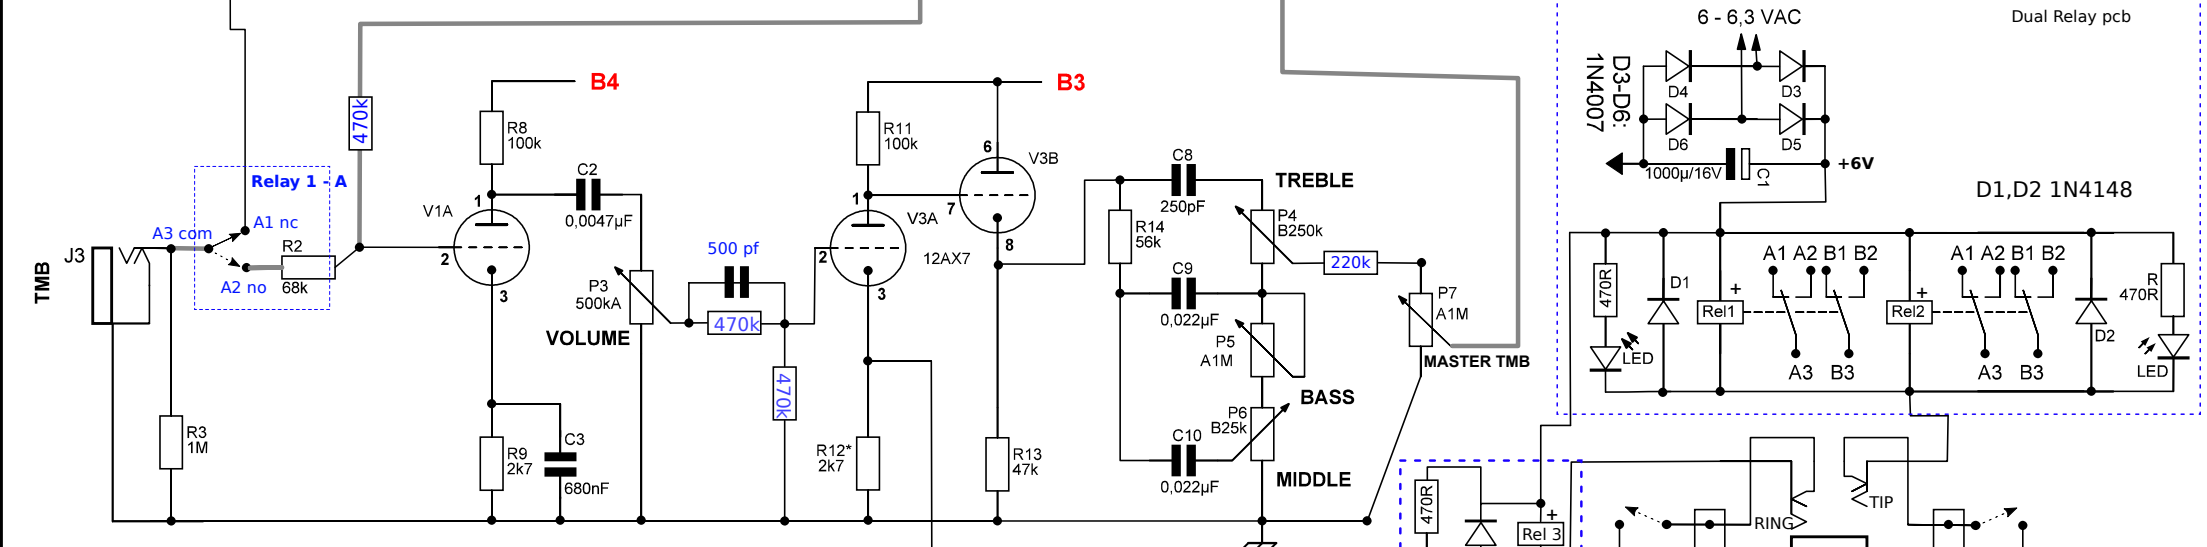 6 - 6,3 VAC
Dual Relay pcb
D3-D6:
1N4007
D4
D3
D6
D5
1000µ/16V
C1
+6V
D1,D2 1N4148
B4
B3
470k
R8
100k
R11
100k
C2
0,0047µF
Relay 1 - A
A1 nc
A3 com
A2 no
R2
68k
J3
TMB
V1A
1
2
3
R3
1M
R9
2k7
C3
680nF
P3
500kA
VOLUME
500 pf
470k
470k
V3A
12AX7
1
2
3
R12*
2k7
V3B
6
7
8
R13
47k
C8
250pF
R14
56k
C9
0,022µF
C10
0,022µF
TREBLE
P4
B250k
220k
P5
A1M
BASS
P6
B25k
MIDDLE
P7
A1M
MASTER TMB
470R
LED
D1
+
Rel1
A1 A2 B1 B2
A3 B3
+
Rel2
A1 A2 B1 B2
A3 B3
D2
R
R
470R
LED
470R
+
Rel 3
RING
TIP